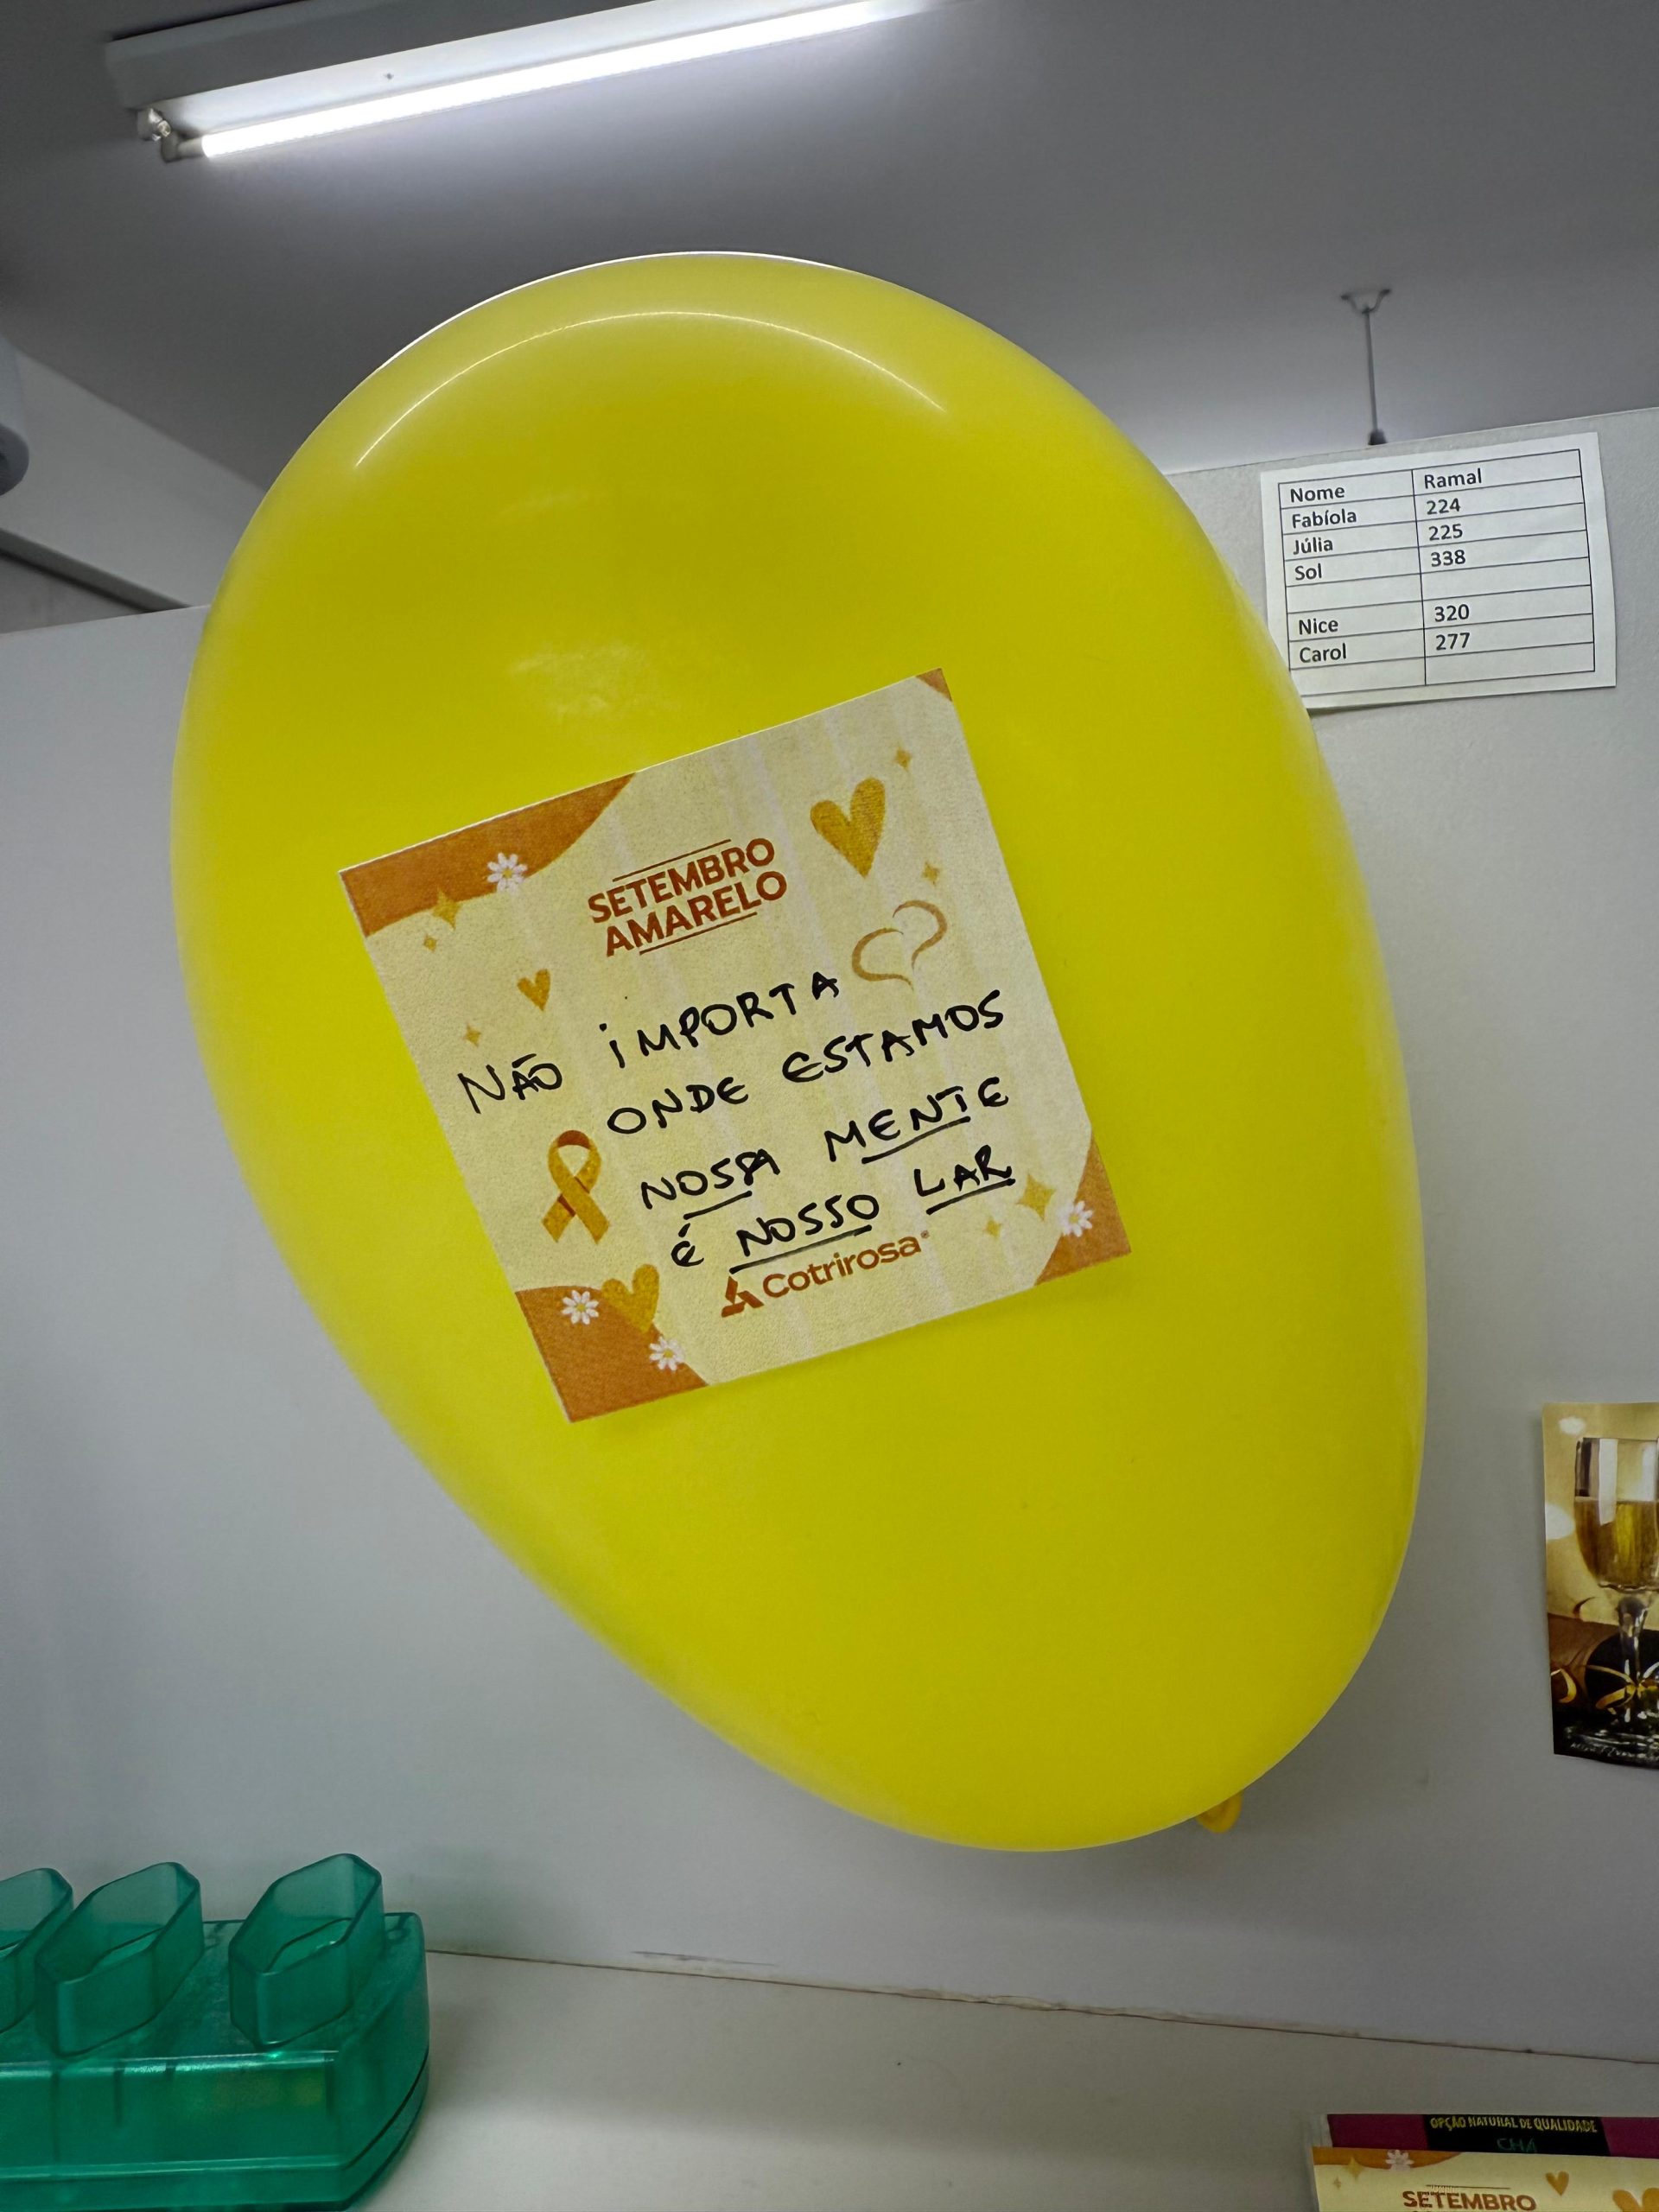 Nome Ramal
Fabíola 224
Júlia 225
Sol 338
Nice 320
Carol 277
SETEMBRO
AMARELO
NÃO IMPORTA
ONDE ESTAMOS
NOSSA MENTE
É NOSSO LAR
Cotrirosa
OPÇÃO NATURAL DE QUALIDADE
CHÁ
SETEMBRO